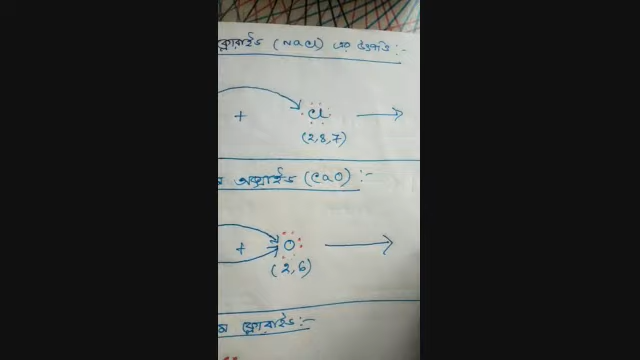 ক্লোরাইড (NaCl) এর উৎপত্তি :-
+ Cl →
(2,8,7)
অক্সাইড (CaO) :-
+ O →
(2,6)
ক্লোরাইড :-